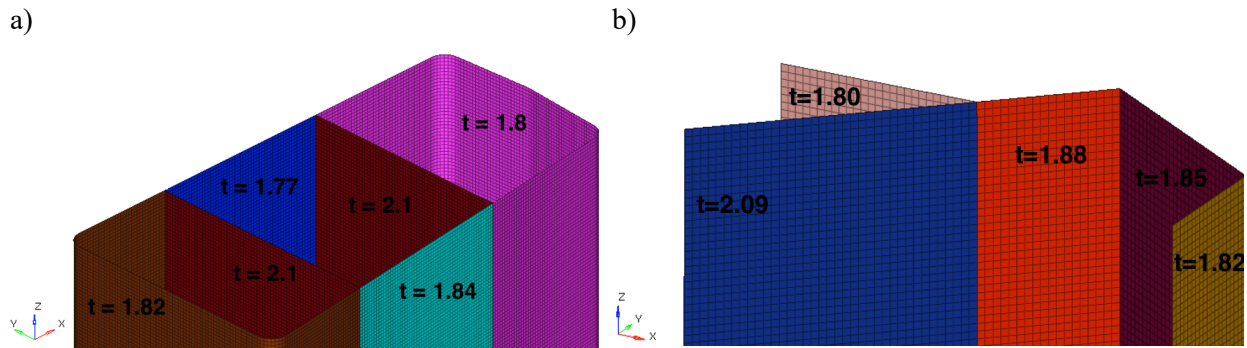 a)
b)
t = 1.8
t = 1.77
t = 2.1
t = 2.1
t = 1.84
t = 1.82
Z
Y
X
t=1.80
t=1.88
t=1.85
t=2.09
t=1.82
Z
Y
X